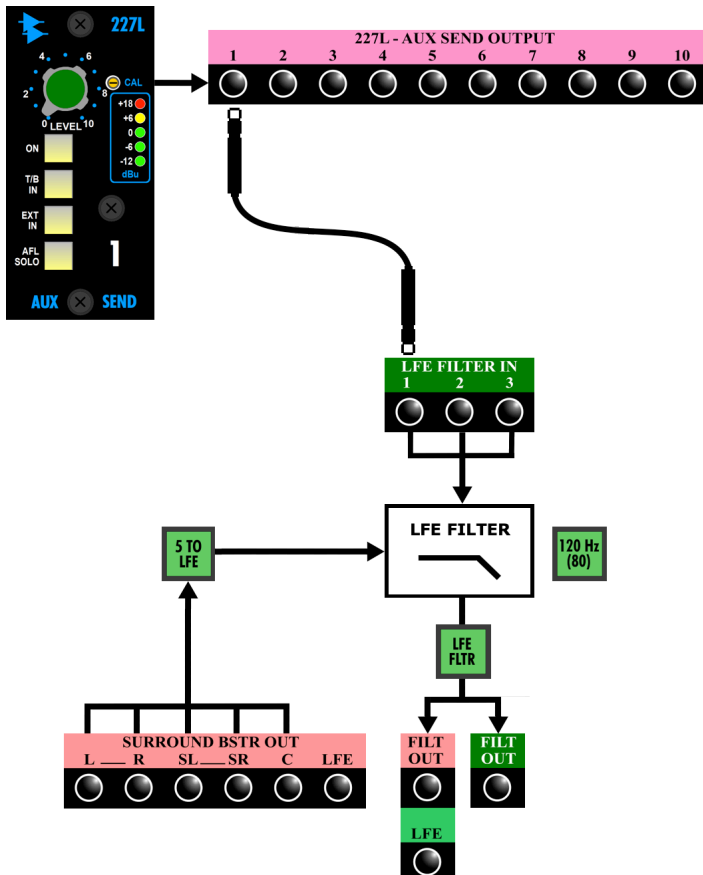 227L
4 6
2 8
0 10
LEVEL
CAL
+18
+6
0
-6
-12
dBu
ON
T/B
IN
EXT
IN
AFL
SOLO
1
AUX SEND
227L - AUX SEND OUTPUT
1 2 3 4 5 6 7 8 9 10
LFE FILTER IN
1 2 3
LFE FILTER
5 TO
LFE
120 Hz
(80)
LFE
FLTR
SURROUND BSTR OUT
L R SL SR C LFE
FILT
OUT
LFE
FILT
OUT